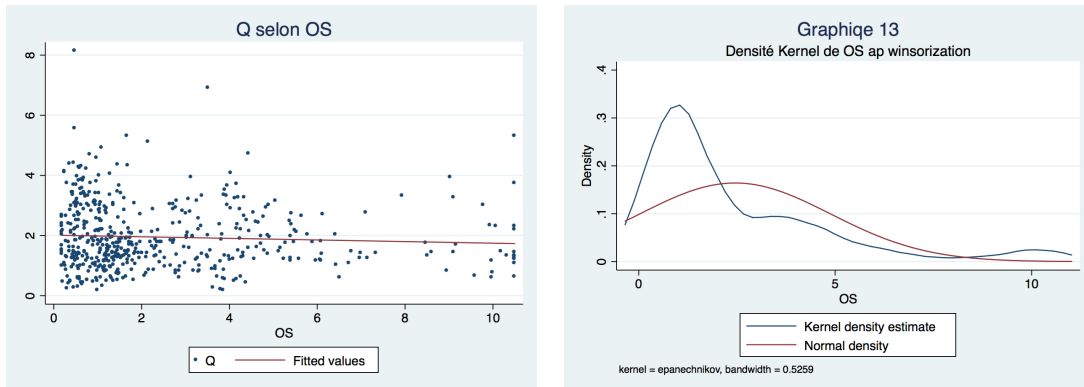 Q selon OS
8
6
4
2
0
0 2 4 6 8 10
OS
Q Fitted values
Graphiqe 13
Densité Kernel de OS ap winsorization
.4
.3
.2
.1
0
Density
0 5 10
OS
Kernel density estimate
Normal density
kernel = epanechnikov, bandwidth = 0.5259